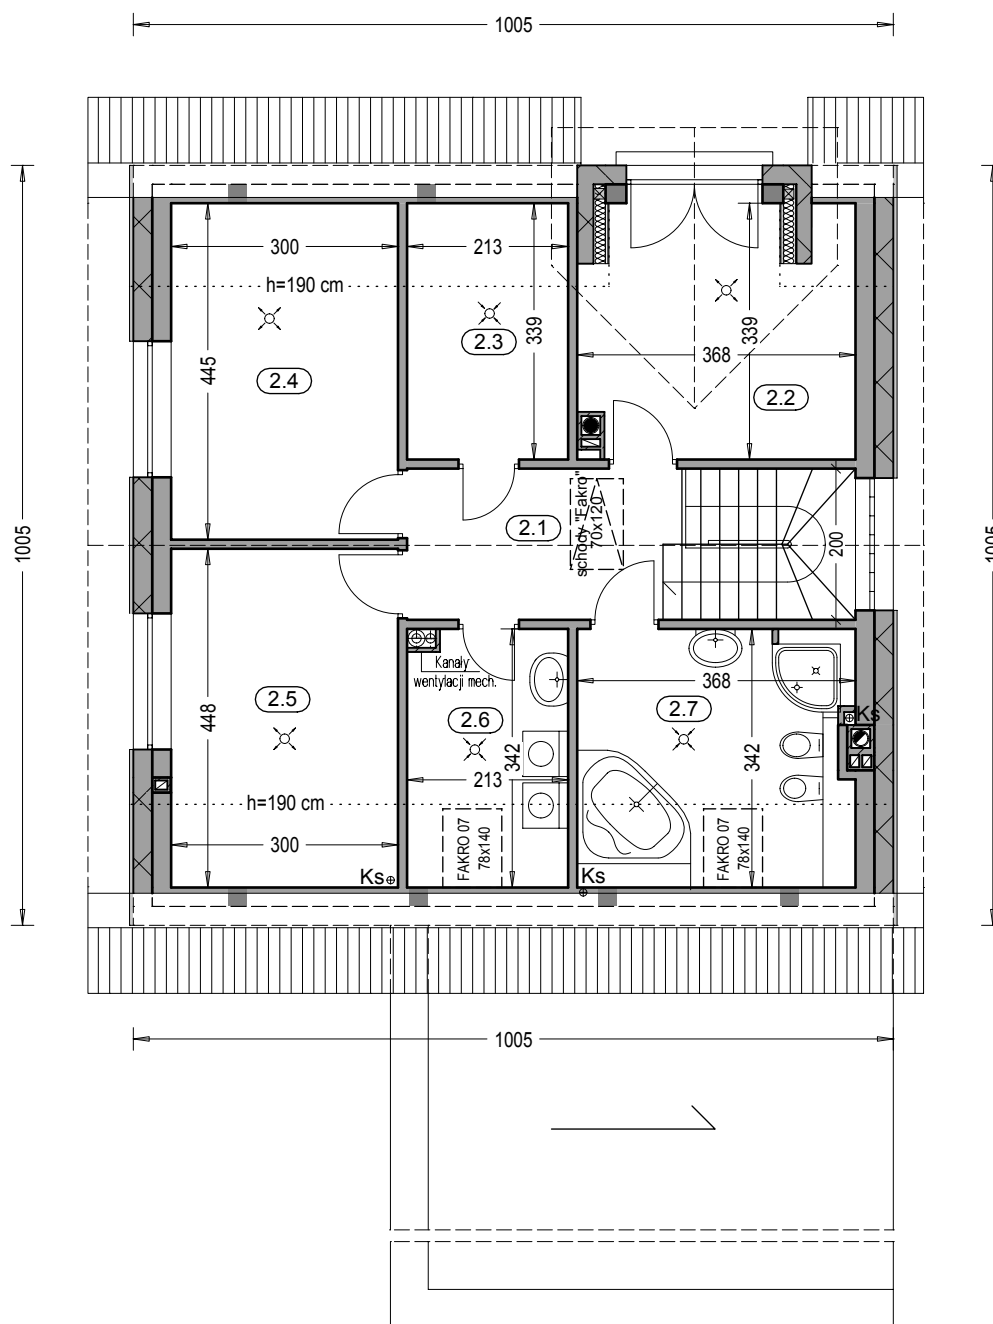 1005
300
213
h=190 cm
2.3
339
339
368
2.4
445
2.2
schody "Fakro"
70x120
2.1
200
1005
1005
Kanały
wentylacji mech.
2.5
448
2.6
342
213
368
2.7
342
Ks
h=190 cm
300
FAKRO 07
78x140
FAKRO 07
78x140
Ks
Ks
1005